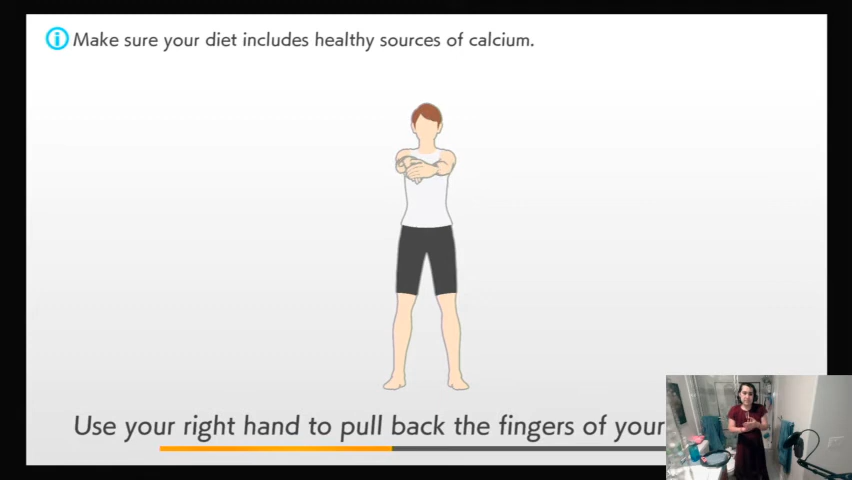 Make sure your diet includes healthy sources of calcium.
Use your right hand to pull back the fingers of your